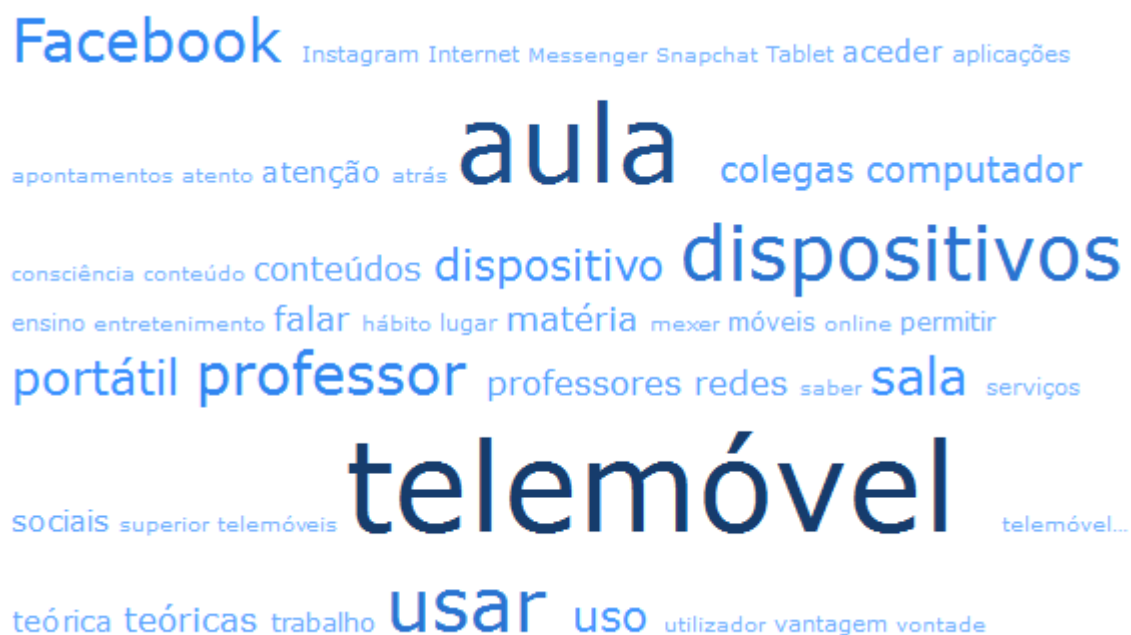 Facebook Instagram Internet Messenger Snapchat Tablet aceder aplicações
apontamentos atento atenção atrás aula colegas computador
consciência conteúdo conteúdos dispositivo dispositivos
ensino entretenimento falar hábito lugar matéria mexer móveis online permitir
portátil professor professores redes saber sala serviços
sociais superior telemóveis telemóvel telemóvel...
teórica teóricas trabalho usar uso utilizador vantagem vontade